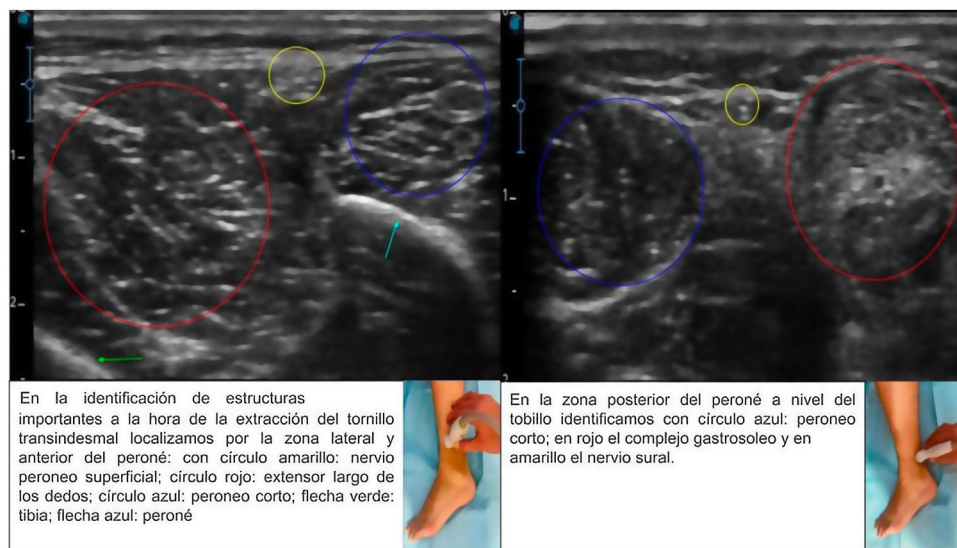 1-
2-
1-
En la identificación de estructuras
importantes a la hora de la extracción del tornillo
transindesmal localizamos por la zona lateral y
anterior del peroné: con círculo amarillo: nervio
peroneo superficial; círculo rojo: extensor largo de
los dedos; círculo azul: peroneo corto; flecha verde:
tibia; flecha azul: peroné
En la zona posterior del peroné a nivel del
tobillo identificamos con círculo azul: peroneo
corto; en rojo el complejo gastrosoleo y en
amarillo el nervio sural.